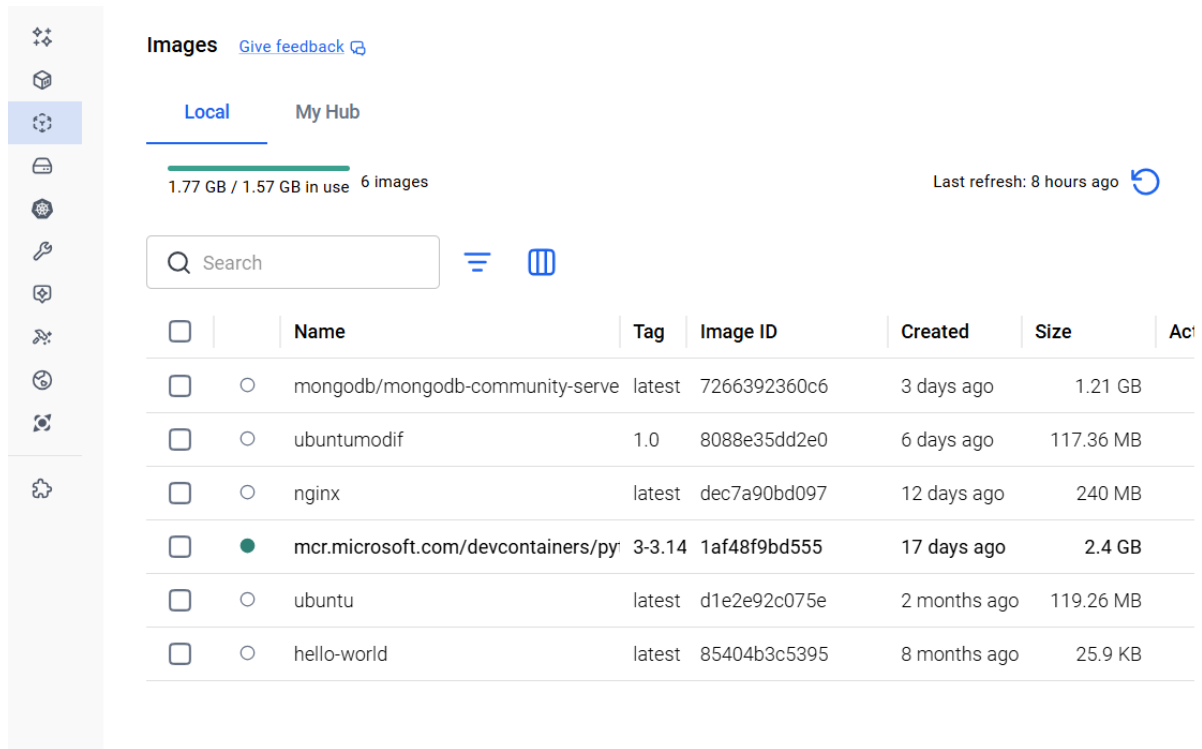 Images Give feedback
Local My Hub
1.77 GB / 1.57 GB in use 6 images Last refresh: 8 hours ago
Search
Name Tag Image ID Created Size Act
mongodb/mongodb-community-serve latest 7266392360c6 3 days ago 1.21 GB
ubuntumodif 1.0 8088e35dd2e0 6 days ago 117.36 MB
nginx latest dec7a90bd097 12 days ago 240 MB
mcr.microsoft.com/devcontainers/pyt 3-3.14 1af48f9bd555 17 days ago 2.4 GB
ubuntu latest d1e2e92c075e 2 months ago 119.26 MB
hello-world latest 85404b3c5395 8 months ago 25.9 KB